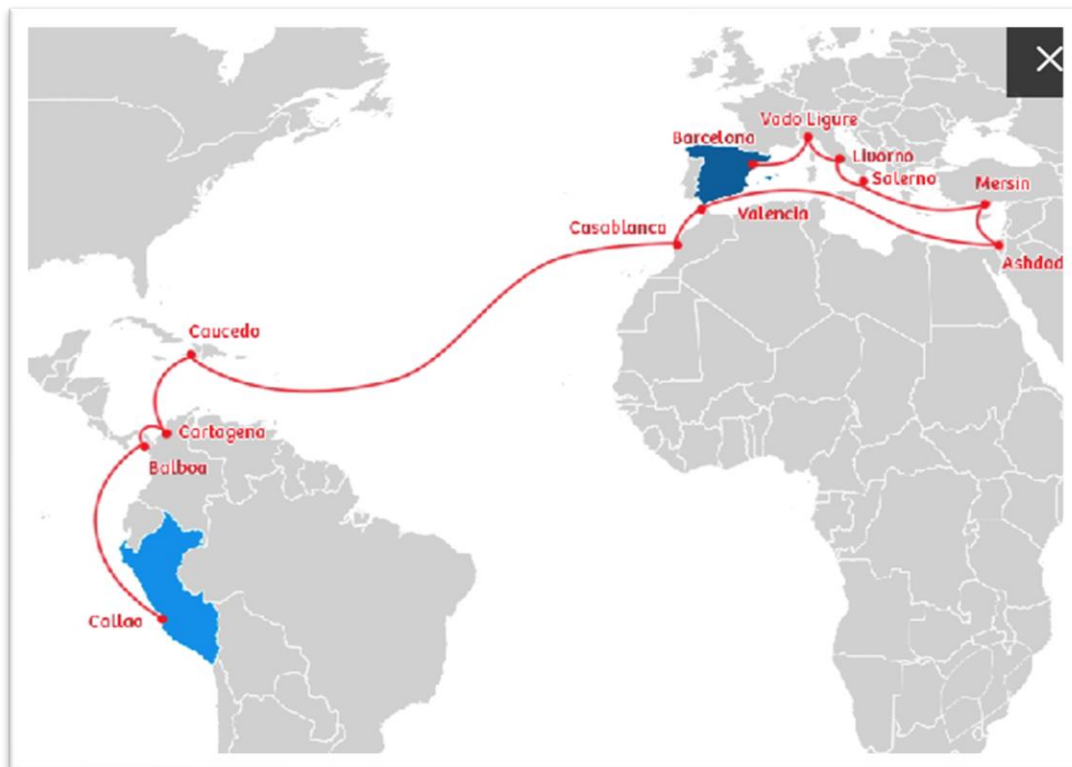 Vado Ligure
Barcelona
Livorno
Salerno
Mersin
Valencia
Casablanca
Ashdod
Caucedo
Cartagena
Balboa
Callao